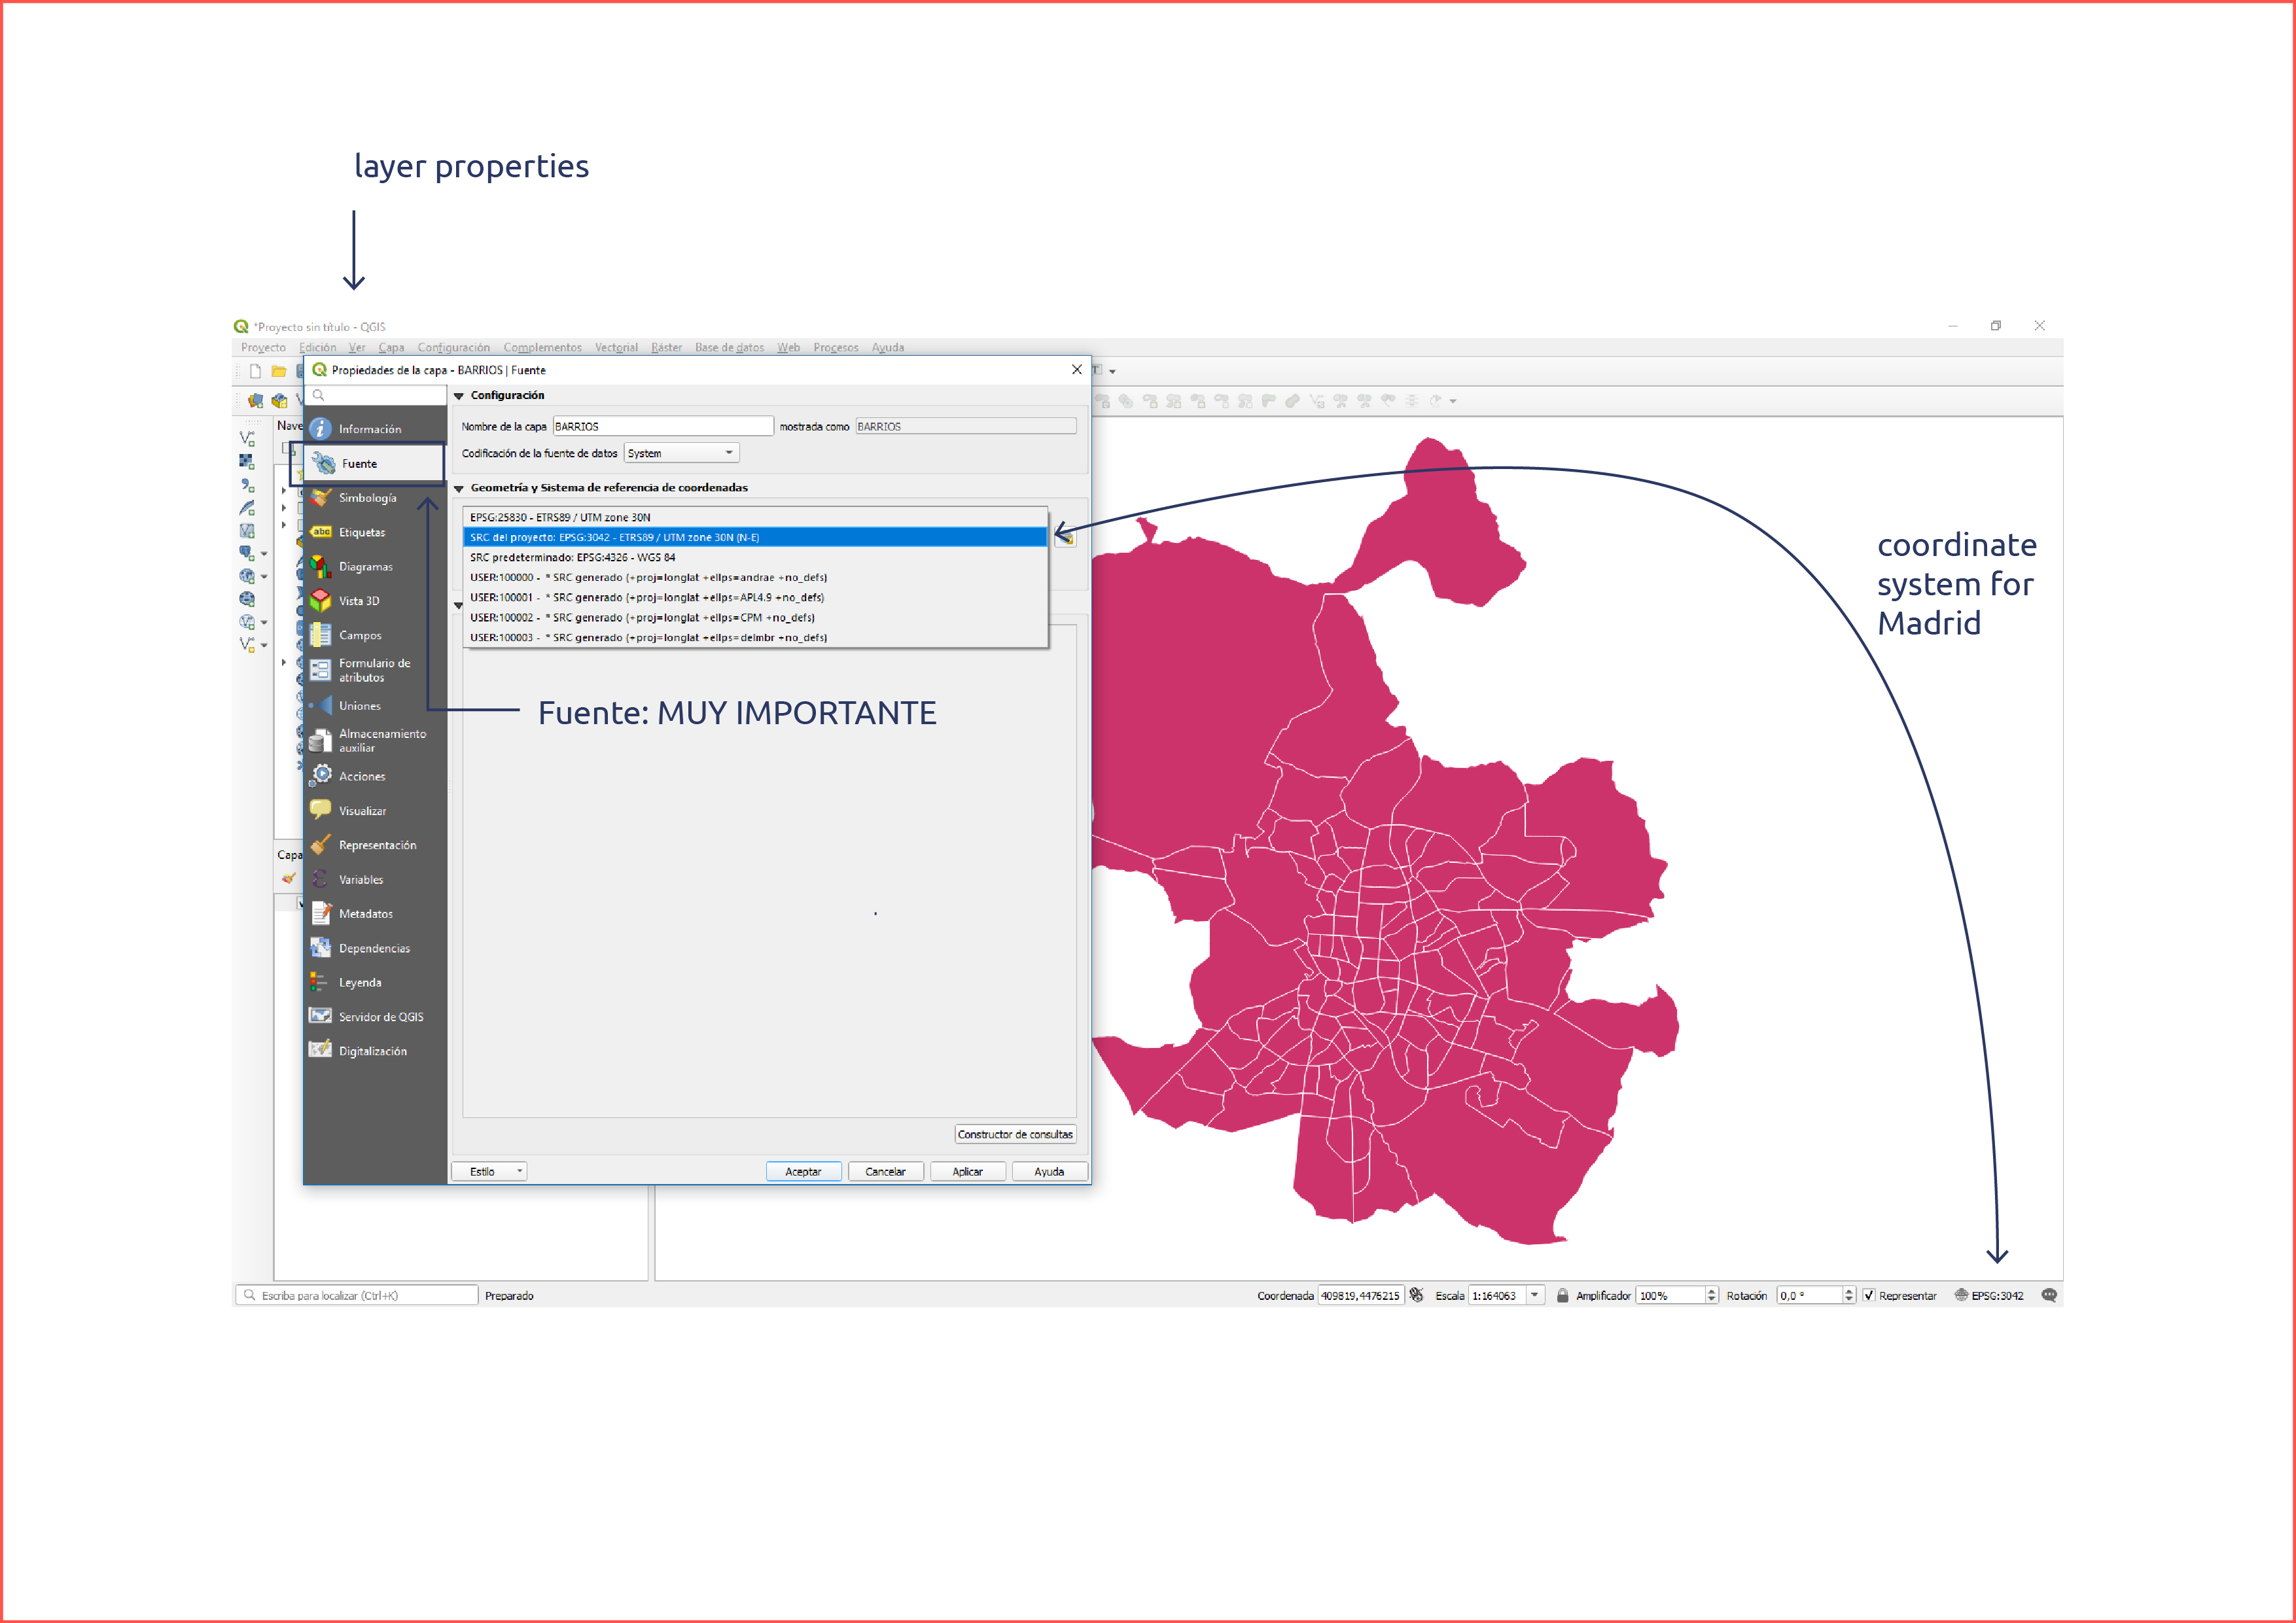 layer properties
*Proyecto sin título - QGIS
Proyecto Edición Ver Capa Configuración Complementos Vectorial Ráster Base de datos Web Procesos Ayuda
Propiedades de la capa - BARRIOS | Fuente
Configuración
Nave
Información
Nombre de la capa BARRIOS mostrada como BARRIOS
Codificación de la fuente de datos System
Fuente
Geometría y Sistema de referencia de coordenadas
Simbología
EPSG:25830 - ETRS89 / UTM zone 30N
SRC del proyecto: EPSG:3042 - ETRS89 / UTM zone 30N (N-E)
SRC predeterminado: EPSG:4326 - WGS 84
USER:100000 - * SRC generado (+proj=longlat +ellps=andrae +no_defs)
USER:100001 - * SRC generado (+proj=longlat +ellps=APL4.9 +no_defs)
USER:100002 - * SRC generado (+proj=longlat +ellps=CPM +no_defs)
USER:100003 - * SRC generado (+proj=longlat +ellps=delmbr +no_defs)
coordinate
system for
Madrid
abc Etiquetas
Diagramas
Vista 3D
Campos
Formulario de
atributos
Uniones
Fuente: MUY IMPORTANTE
Almacenamiento
auxiliar
Acciones
Visualizar
Representación
Capa
Variables
Metadatos
Dependencias
Leyenda
Servidor de QGIS
Digitalización
Constructor de consultas
Estilo Aceptar Cancelar Aplicar Ayuda
Escriba para localizar (Ctrl+K) Preparado Coordenada 409819,4476215 Escala 1:164063 Amplificador 100% Rotación 0,0 ° Representar EPSG:3042